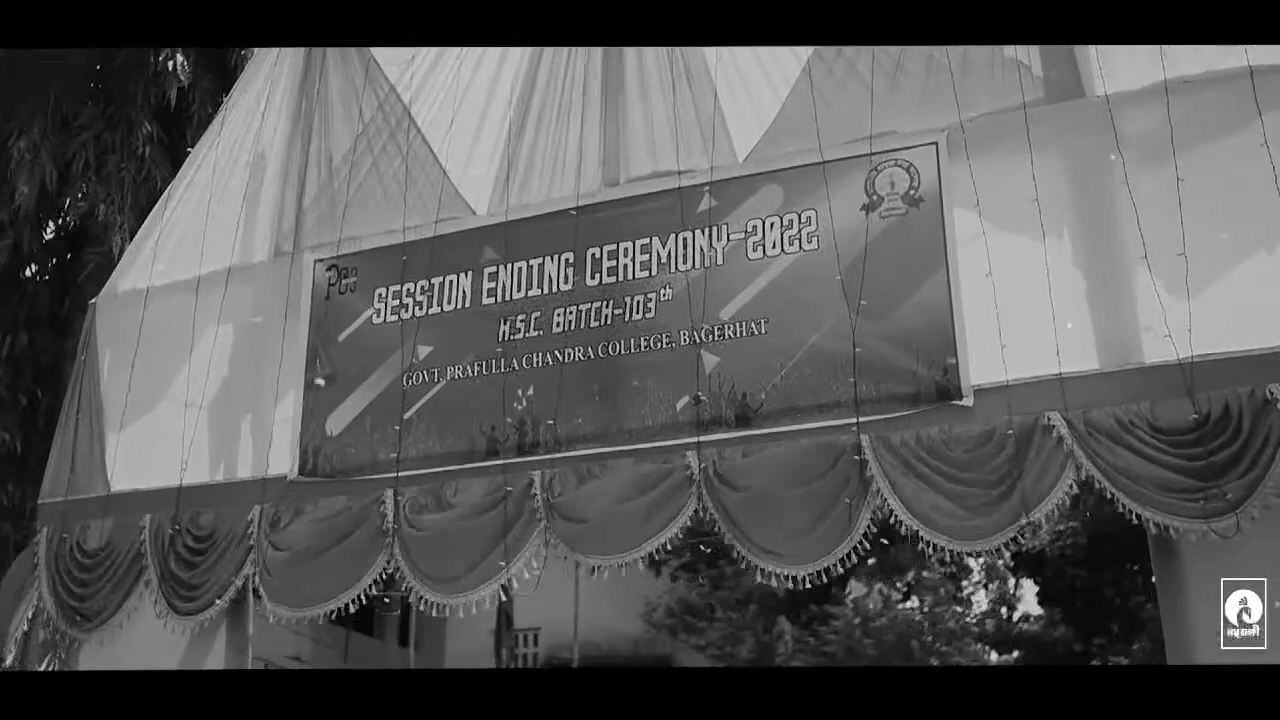 PC
SESSION ENDING CEREMONY-2022
H.S.C. BATCH-103th
GOVT. PRAFULLA CHANDRA COLLEGE, BAGERHAT